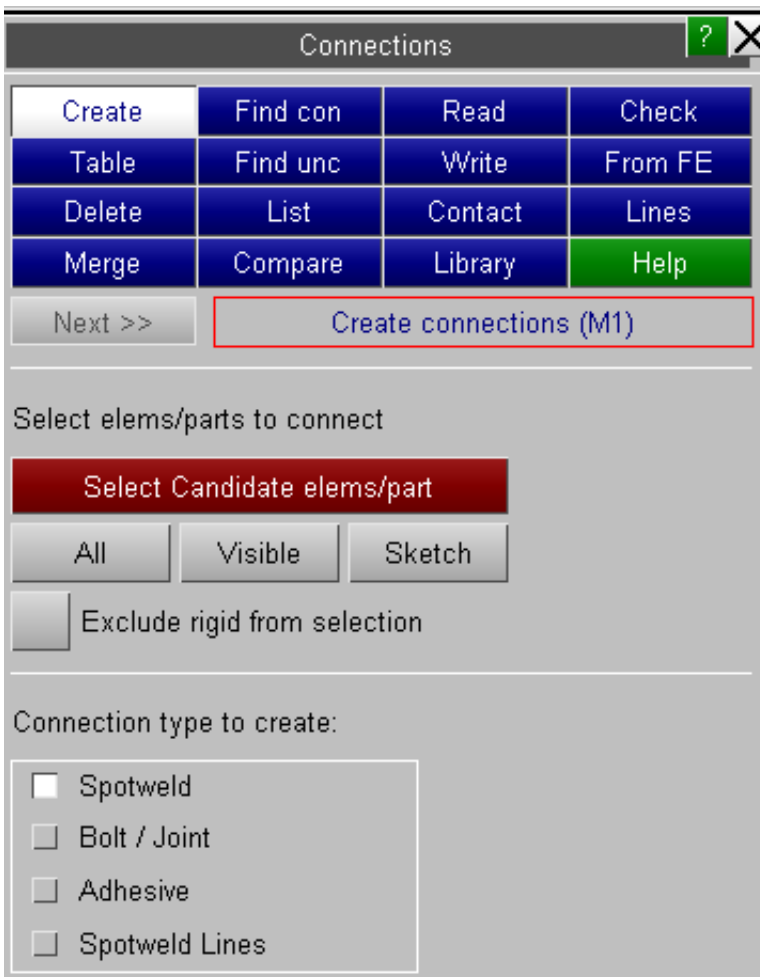 Connections ? X
Create Find con Read Check
Table Find unc Write From FE
Delete List Contact Lines
Merge Compare Library Help
Next >> Create connections (M1)
Select elems/parts to connect
Select Candidate elems/part
All Visible Sketch
Exclude rigid from selection
Connection type to create:
Spotweld
Bolt / Joint
Adhesive
Spotweld Lines